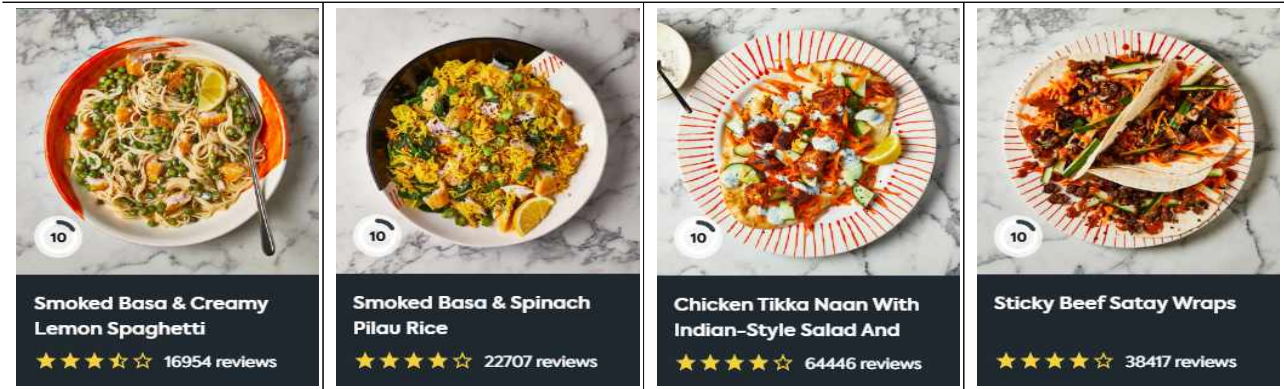 10
Smoked Basa & Creamy
Lemon Spaghetti
16954 reviews
10
Smoked Basa & Spinach
Pilau Rice
22707 reviews
10
Chicken Tikka Naan With
Indian-Style Salad And
64446 reviews
10
Sticky Beef Satay Wraps
38417 reviews